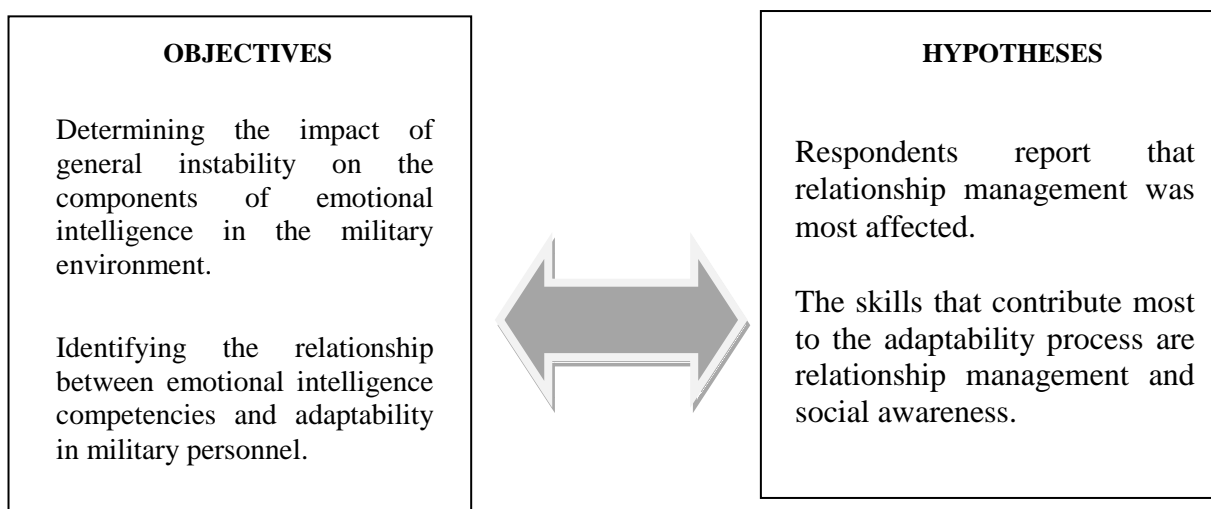 OBJECTIVES
Determining the impact of
general instability on the
components of emotional
intelligence in the military
environment.
Identifying the relationship
between emotional intelligence
competencies and adaptability
in military personnel.
HYPOTHESES
Respondents report that
relationship management was
most affected.
The skills that contribute most
to the adaptability process are
relationship management and
social awareness.